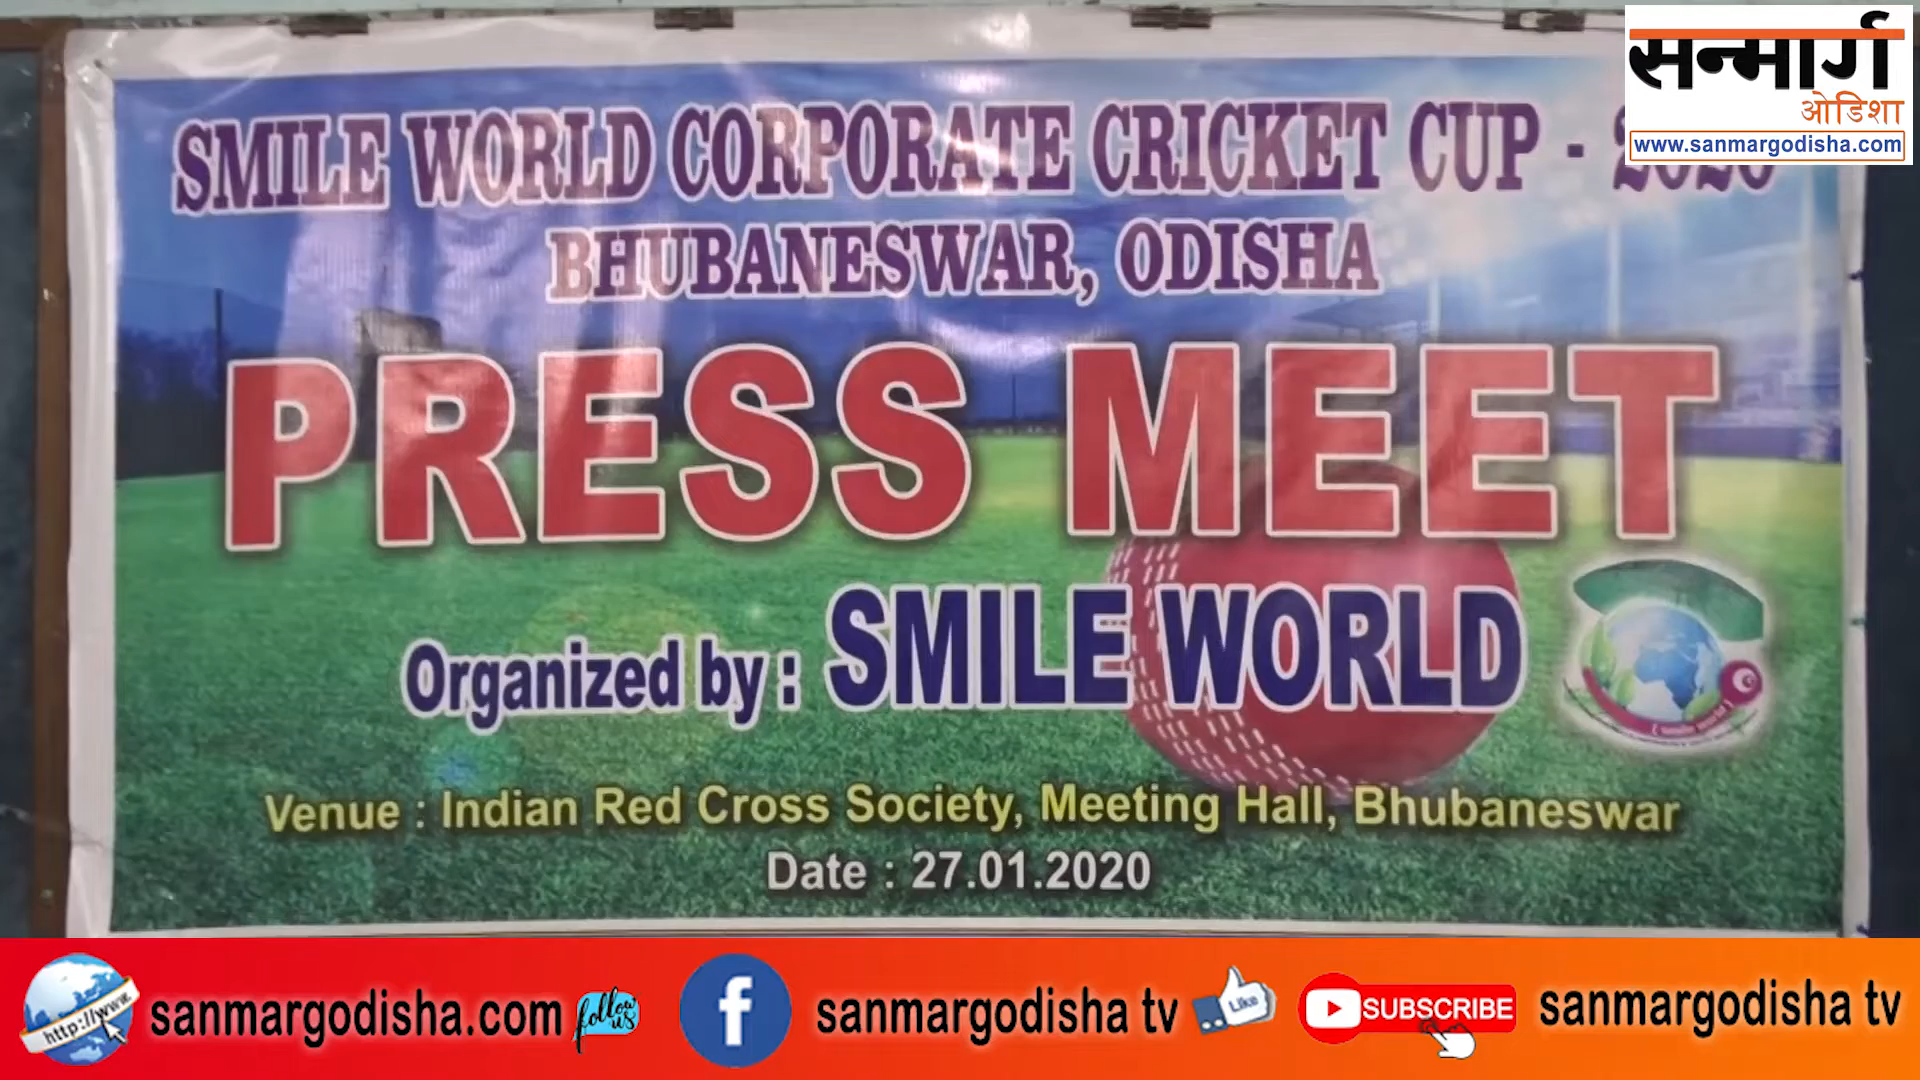 सन्मार्ग
ओडिशा
www.sanmargodisha.com
SMILE WORLD CORPORATE CRICKET CUP - 2020
BHUBANESWAR, ODISHA
PRESS MEET
Organized by : SMILE WORLD
Venue : Indian Red Cross Society, Meeting Hall, Bhubaneswar
Date : 27.01.2020
http://www
sanmargodisha.com follow us
f sanmargodisha tv Like
SUBSCRIBE sanmargodisha tv